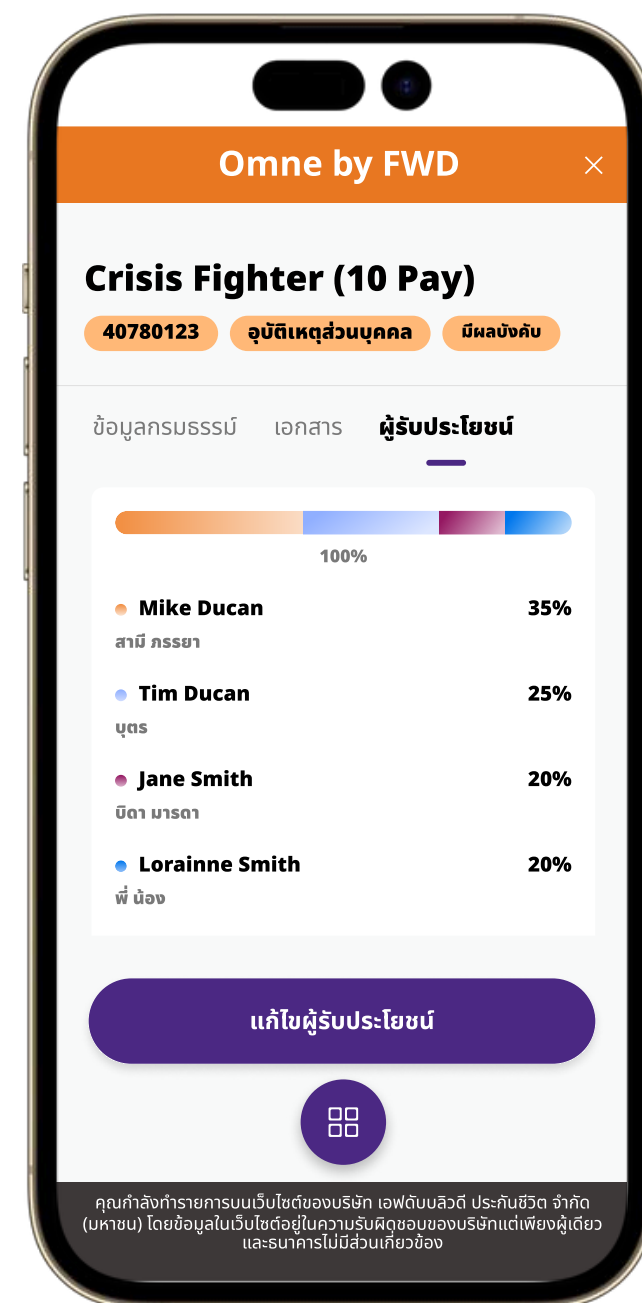 Omne by FWD
Crisis Fighter (10 Pay)
40780123 อุบัติเหตุส่วนบุคคล มีผลบังคับ
ข้อมูลกรมธรรม์ เอกสาร ผู้รับประโยชน์
100%
Mike Ducan 35%
สามี ภรรยา
Tim Ducan 25%
บุตร
Jane Smith 20%
บิดา มารดา
Lorainne Smith 20%
พี่ น้อง
แก้ไขผู้รับประโยชน์
คุณกำลังทำรายการบนเว็บไซต์ของบริษัท เอฟดับบลิวดี ประกันชีวิต จำกัด
(มหาชน) โดยข้อมูลในเว็บไซต์อยู่ในความรับผิดชอบของบริษัทแต่เพียงผู้เดียว
และธนาคารไม่มีส่วนเกี่ยวข้อง